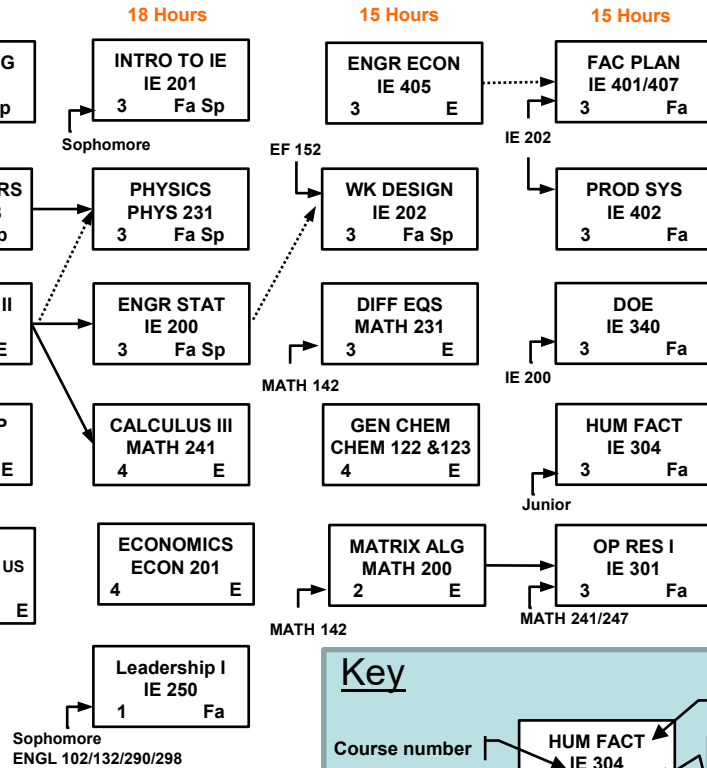 18 Hours
15 Hours
15 Hours
G
p
INTRO TO IE
IE 201
3 Fa Sp
Sophomore
ENGR ECON
IE 405
3 E
FAC PLAN
IE 401/407
3 Fa
IE 202
EF 152
RS
p
PHYSICS
PHYS 231
3 Fa Sp
WK DESIGN
IE 202
3 Fa Sp
PROD SYS
IE 402
3 Fa
II
E
ENGR STAT
IE 200
3 Fa Sp
DIFF EQS
MATH 231
3 E
MATH 142
DOE
IE 340
3 Fa
IE 200
P
E
CALCULUS III
MATH 241
4 E
GEN CHEM
CHEM 122 &123
4 E
HUM FACT
IE 304
3 Fa
Junior
US
E
ECONOMICS
ECON 201
4 E
MATRIX ALG
MATH 200
2 E
MATH 142
OP RES I
IE 301
3 Fa
MATH 241/247
Leadership I
IE 250
1 Fa
Sophomore
ENGL 102/132/290/298
Key
Course number
HUM FACT
IE 304